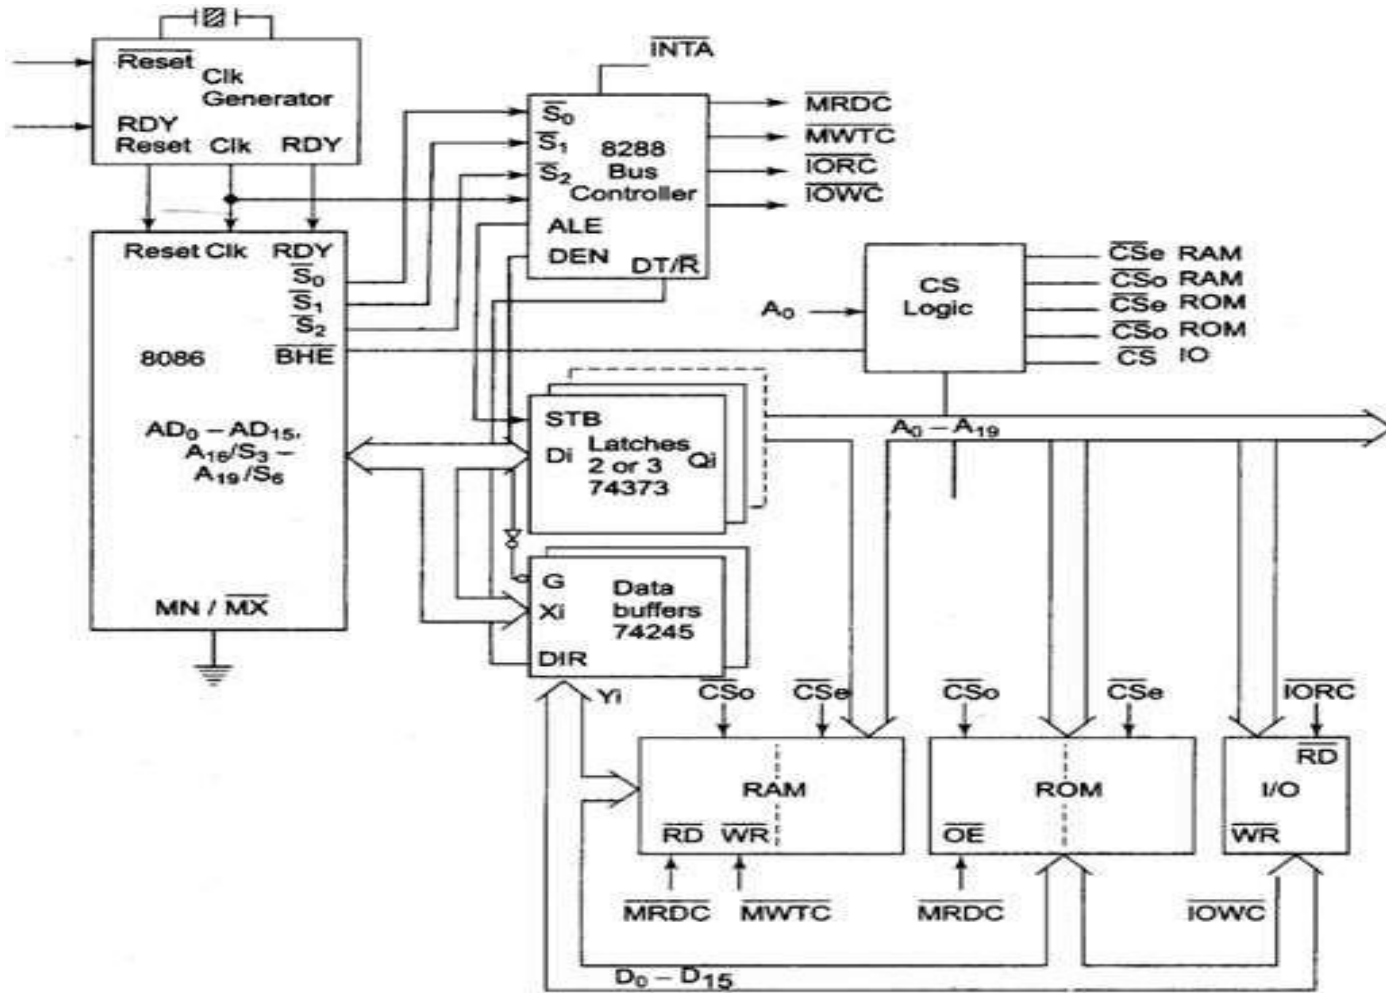 Reset
Clk
Generator
RDY
Reset Clk RDY
INTA
S0
S1
S2
8288
Bus
Controller
ALE
DEN
DT/R
MRDC
MWTC
IORC
IOWC
Reset Clk RDY
S0
S1
S2
8086
BHE
AD0 – AD15,
A16/S3 –
A19/S6
MN / MX
A0
CS
Logic
CSe RAM
CSo RAM
CSe ROM
CSo ROM
CS IO
STB
Di
Latches
2 or 3
74373
Qi
A0 – A19
G
Xi
DIR
Data
buffers
74245
Yi
CSo
CSe
CSo
CSe
IORC
RAM
RD WR
ROM
OE
RD
I/O
WR
MRDC
MWTC
MRDC
IOWC
D0 – D15